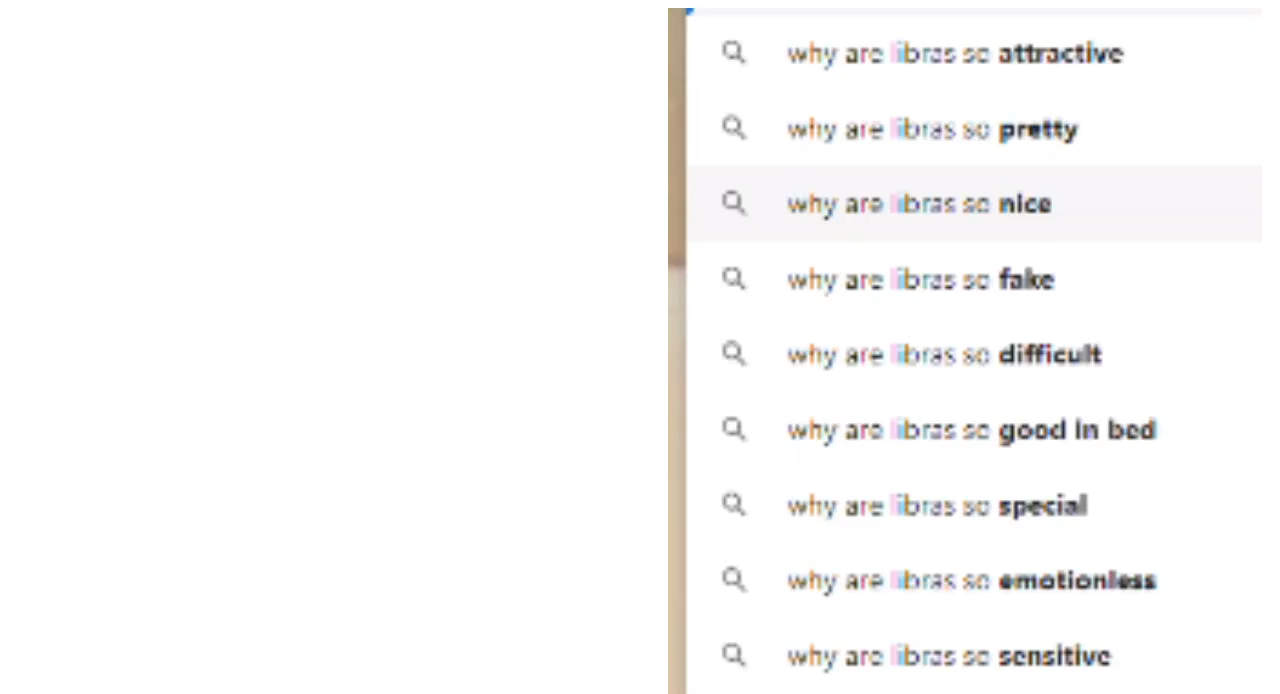 why are libras so attractive
why are libras so pretty
why are libras so nice
why are libras so fake
why are libras so difficult
why are libras so good in bed
why are libras so special
why are libras so emotionless
why are libras so sensitive